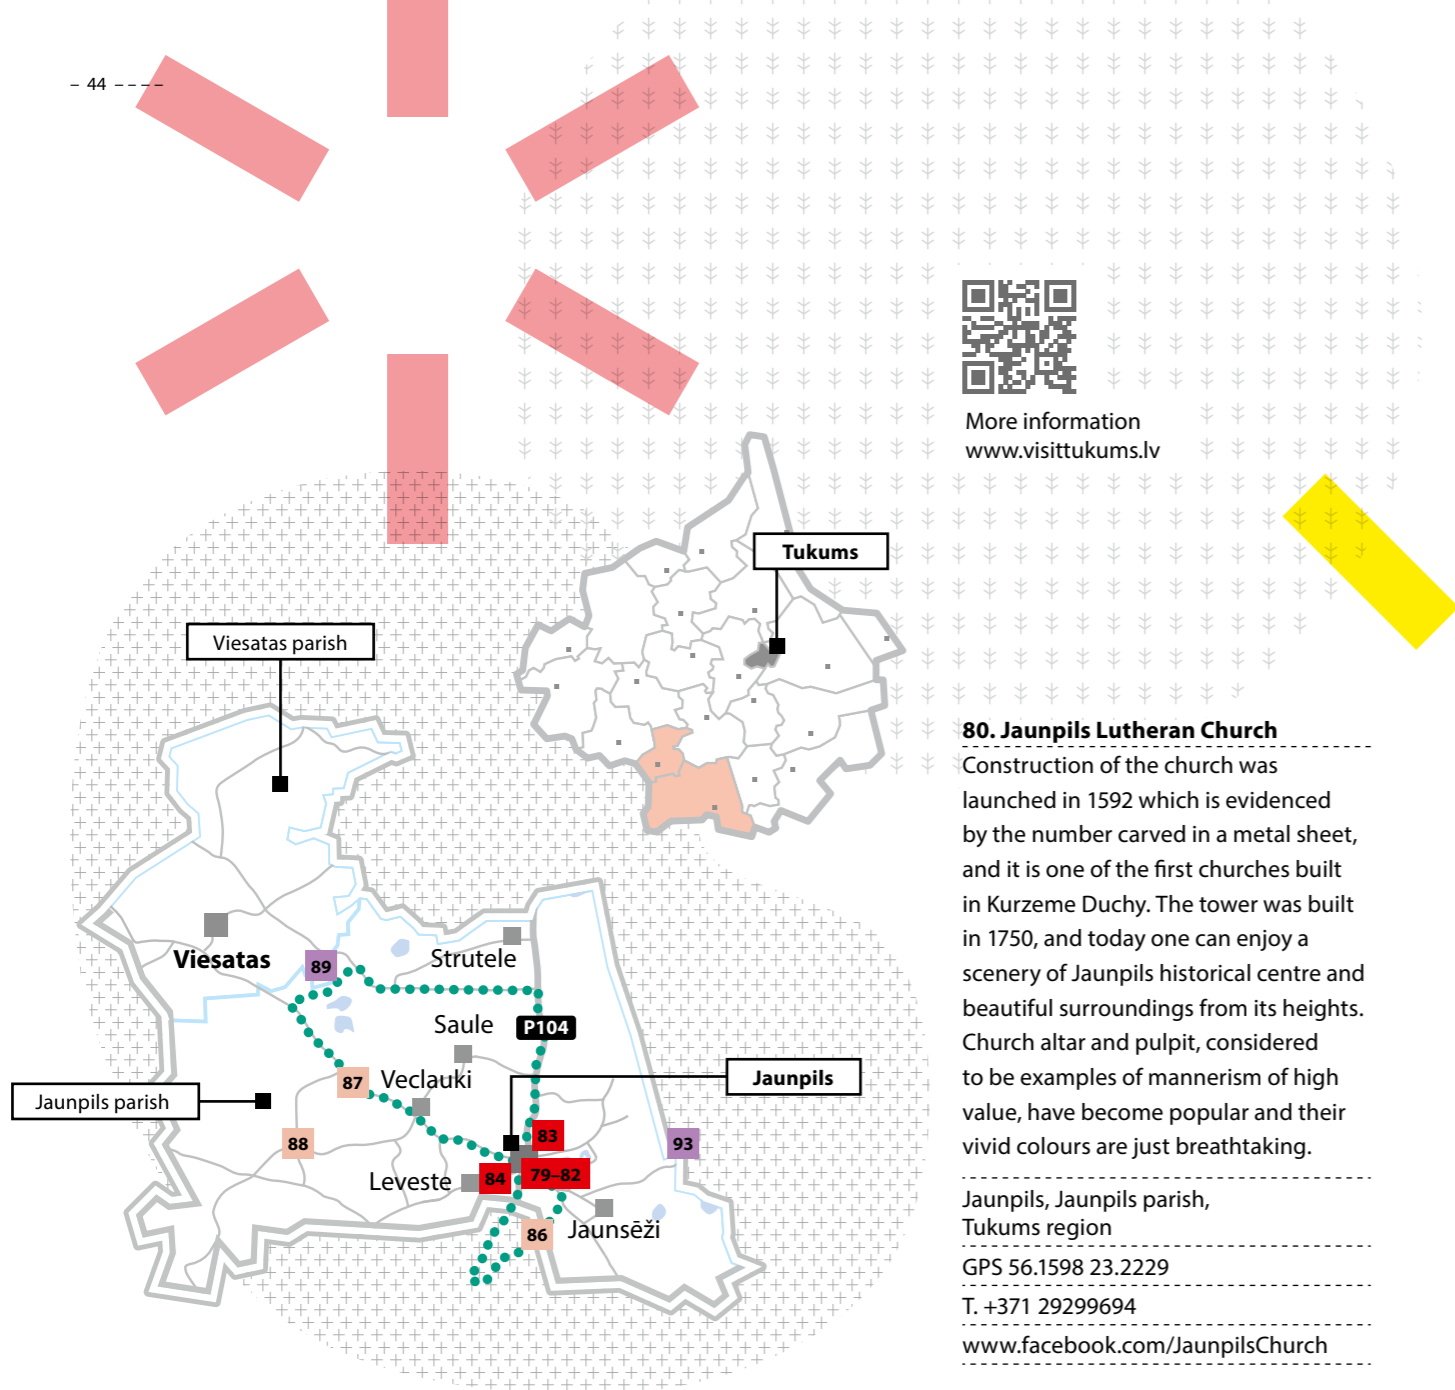 - 44 ----
More information
www.visittukums.lv
Tukums
Viesatas parish
80. Jaunpils Lutheran Church
Construction of the church was
launched in 1592 which is evidenced
by the number carved in a metal sheet,
and it is one of the first churches built
in Kurzeme Duchy. The tower was built
in 1750, and today one can enjoy a
scenery of Jaunpils historical centre and
beautiful surroundings from its heights.
Church altar and pulpit, considered
to be examples of mannerism of high
value, have become popular and their
vivid colours are just breathtaking.
Jaunpils, Jaunpils parish,
Tukums region
GPS 56.1598 23.2229
T. +371 29299694
www.facebook.com/JaunpilsChurch
Viesatas
89
Strutele
Saule
P104
87
Veclauki
Jaunpils
Jaunpils parish
88
83
93
Leveste
84
79–82
86
Jaunsēži